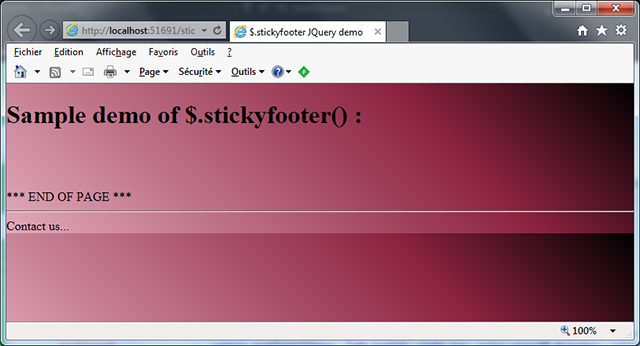 http://localhost:51691/stic
$.stickyfooter JQuery demo
Fichier Edition Affichage Favoris Outils ?
Page Sécurité Outils
Sample demo of $.stickyfooter() :
*** END OF PAGE ***
Contact us...
100%